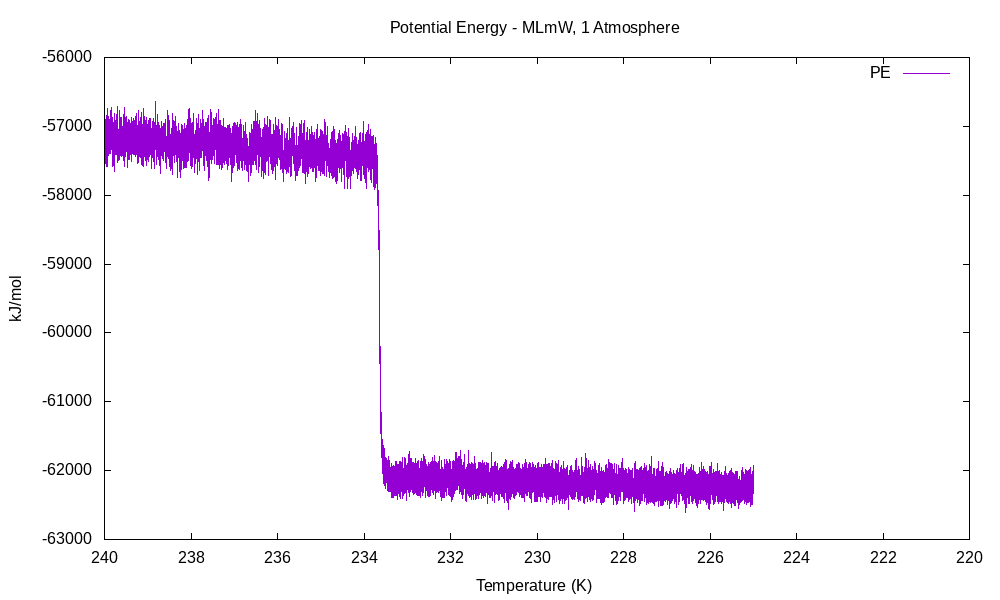 Potential Energy - MLmW, 1 Atmosphere
PE
-56000
-57000
-58000
-59000
-60000
-61000
-62000
-63000
kJ/mol
240 238 236 234 232 230 228 226 224 222 220
Temperature (K)